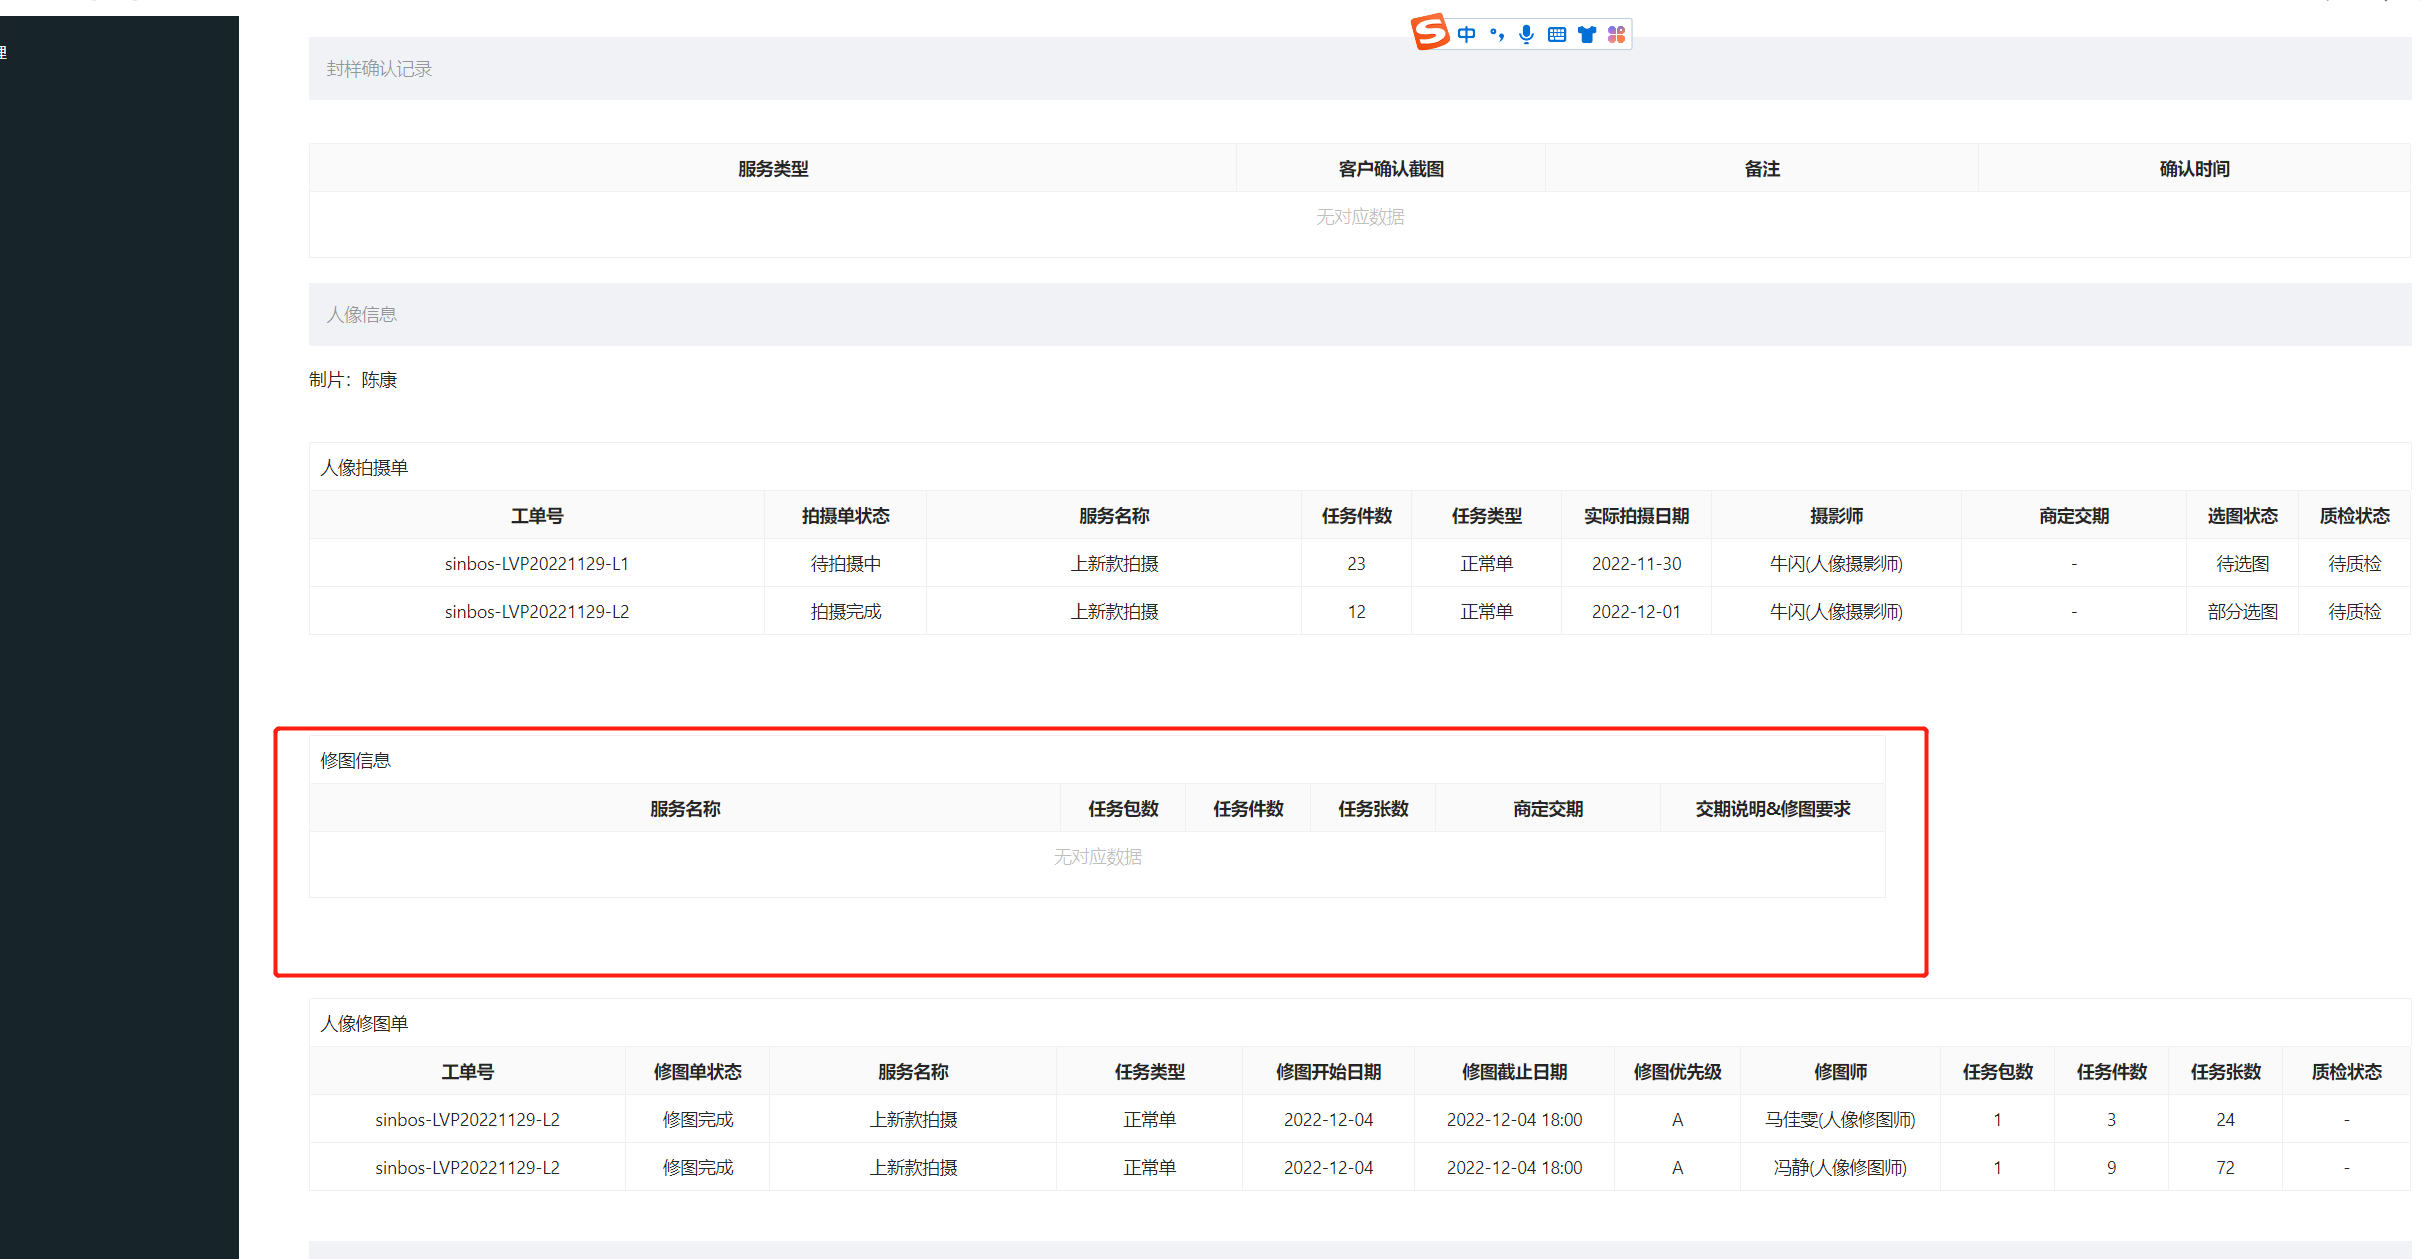 中
理
封样确认记录
服务类型 客户确认截图 备注 确认时间
无对应数据
人像信息
制片：陈康
人像拍摄单
工单号 拍摄单状态 服务名称 任务件数 任务类型 实际拍摄日期 摄影师 商定交期 选图状态 质检状态
sinbos-LVP20221129-L1 待拍摄中 上新款拍摄 23 正常单 2022-11-30 牛闪(人像摄影师) - 待选图 待质检
sinbos-LVP20221129-L2 拍摄完成 上新款拍摄 12 正常单 2022-12-01 牛闪(人像摄影师) - 部分选图 待质检
修图信息
服务名称 任务包数 任务件数 任务张数 商定交期 交期说明&修图要求
无对应数据
人像修图单
工单号 修图单状态 服务名称 任务类型 修图开始日期 修图截止日期 修图优先级 修图师 任务包数 任务件数 任务张数 质检状态
sinbos-LVP20221129-L2 修图完成 上新款拍摄 正常单 2022-12-04 2022-12-04 18:00 A 马佳雯(人像修图师) 1 3 24 -
sinbos-LVP20221129-L2 修图完成 上新款拍摄 正常单 2022-12-04 2022-12-04 18:00 A 冯静(人像修图师) 1 9 72 -